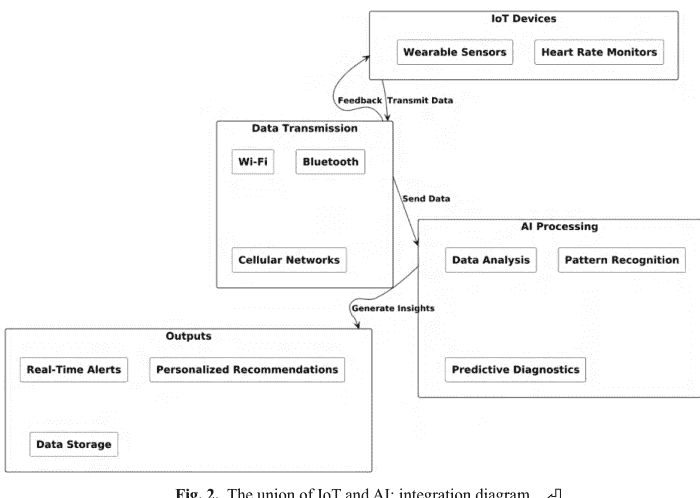 IoT Devices
Wearable Sensors Heart Rate Monitors
Feedback Transmit Data
Data Transmission
Wi-Fi Bluetooth
Send Data
Cellular Networks
AI Processing
Data Analysis Pattern Recognition
Generate Insights
Predictive Diagnostics
Outputs
Real-Time Alerts Personalized Recommendations
Data Storage
Fig. 2. The union of IoT and AI: integration diagram